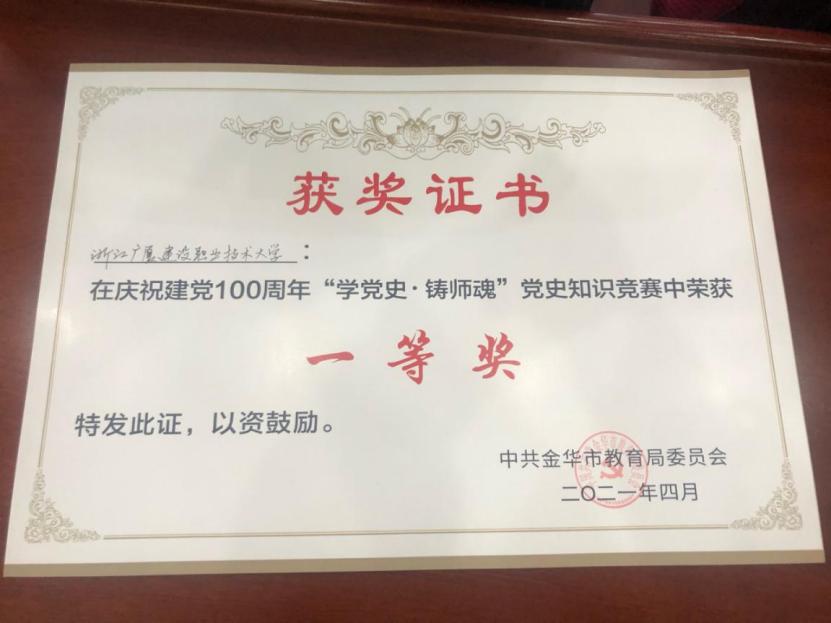 获奖证书
浙江广厦建设职业技术大学：
在庆祝建党100周年“学党史·铸师魂”党史知识竞赛中荣获
一等奖
特发此证，以资鼓励。
中共金华市教育局委员会
二〇二一年四月